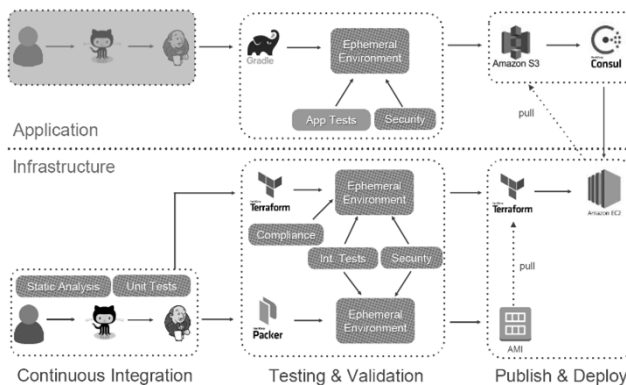 Application
Gradle
Ephemeral
Environment
App Tests
Security
Amazon S3
Consul
pull
Infrastructure
Static Analysis
Unit Tests
Terraform
Compliance
Ephemeral
Environment
Int. Tests
Security
Packer
Ephemeral
Environment
Terraform
Amazon EC2
pull
AMI
Continuous Integration
Testing & Validation
Publish & Deploy